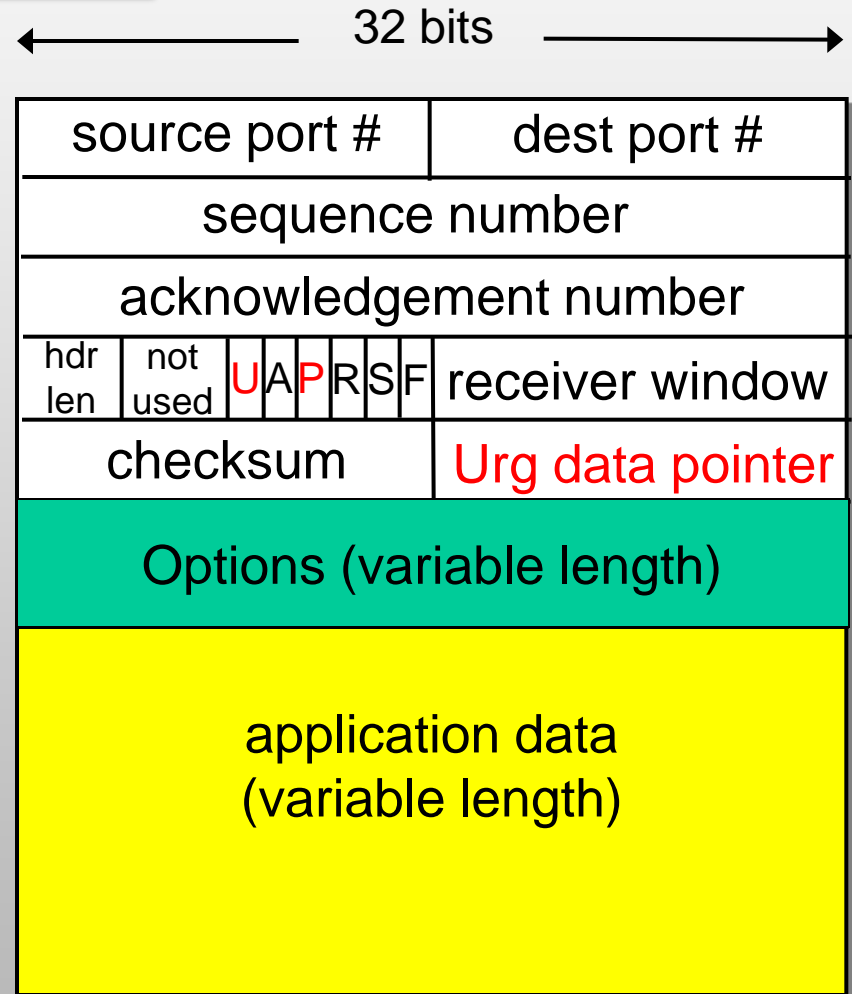 32 bits
source port # dest port #
sequence number
acknowledgement number
hdr len not used U A P R S F receiver window
checksum Urg data pointer
Options (variable length)
application data
(variable length)